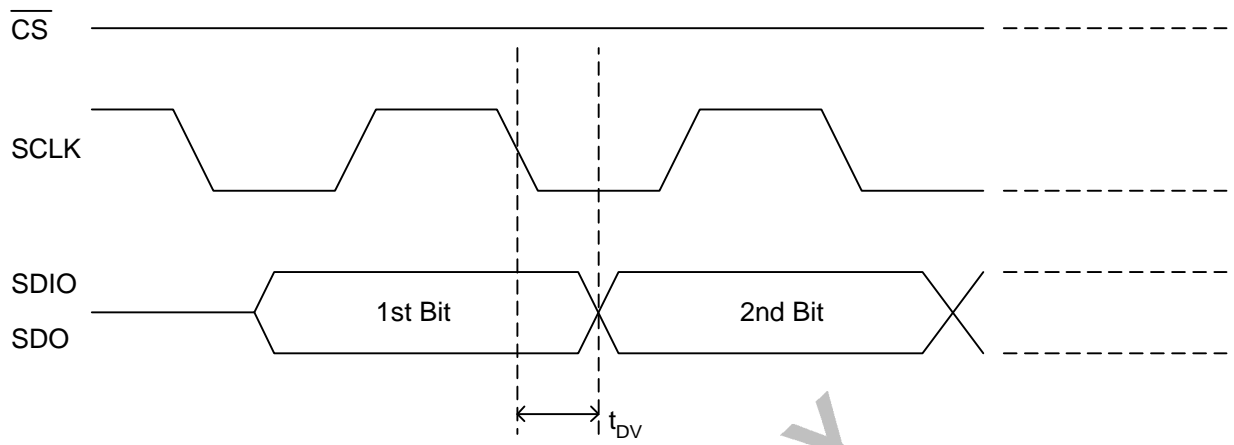 CS
SCLK
SDIO
SDO
1st Bit
2nd Bit
tDV
Y